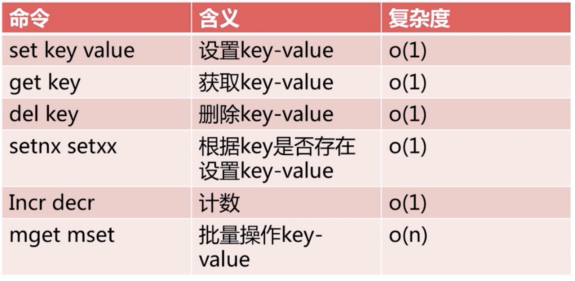 命令 含义 复杂度
set key value 设置key-value o(1)
get key 获取key-value o(1)
del key 删除key-value o(1)
setnx setxx 根据key是否存在 o(1)
设置key-value
Incr decr 计数 o(1)
mget mset 批量操作key- o(n)
value